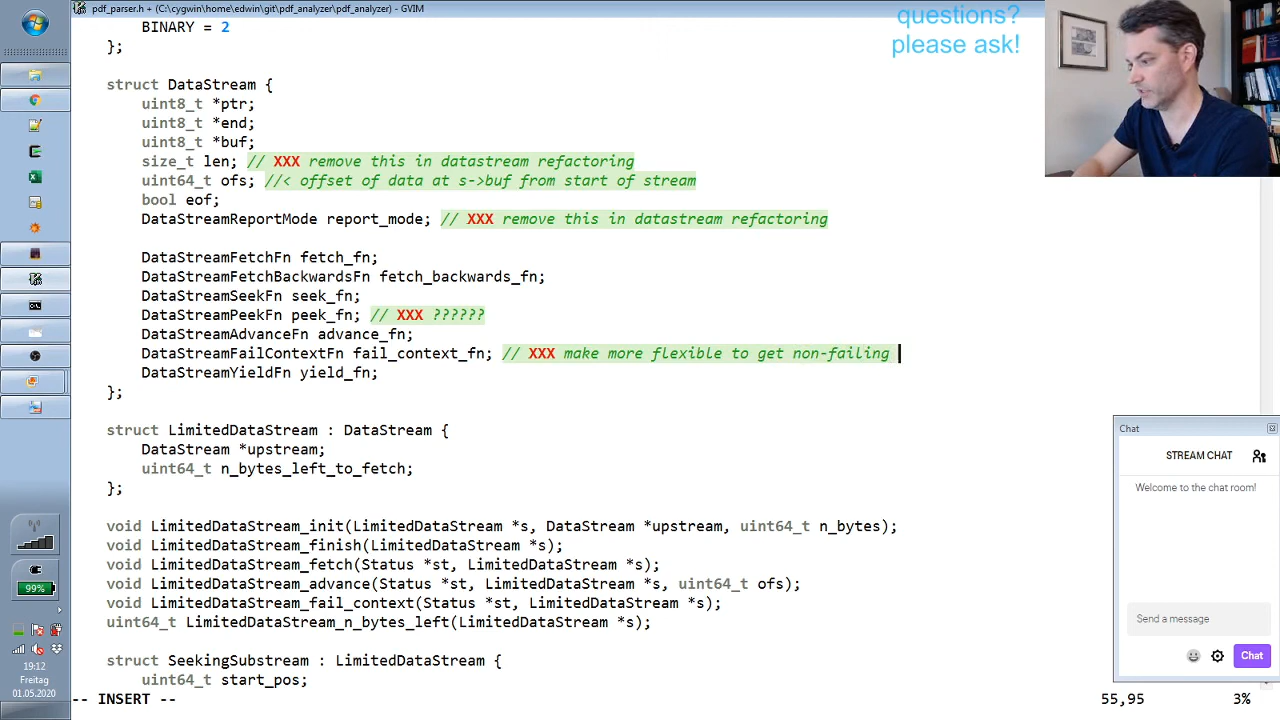 pdf_parser.h + (C:\cygwin\home\edwin\git\pdf_analyzer\pdf_analyzer) - GVIM
questions?
please ask!
BINARY = 2
};
struct DataStream {
uint8_t *ptr;
uint8_t *end;
uint8_t *buf;
size_t len; // XXX remove this in datastream refactoring
uint64_t ofs; //< offset of data at s->buf from start of stream
bool eof;
DataStreamReportMode report_mode; // XXX remove this in datastream refactoring
DataStreamFetchFn fetch_fn;
DataStreamFetchBackwardsFn fetch_backwards_fn;
DataStreamSeekFn seek_fn;
DataStreamPeekFn peek_fn; // XXX ??????
DataStreamAdvanceFn advance_fn;
DataStreamFailContextFn fail_context_fn; // XXX make more flexible to get non-failing
DataStreamYieldFn yield_fn;
};
struct LimitedDataStream : DataStream {
DataStream *upstream;
uint64_t n_bytes_left_to_fetch;
};
void LimitedDataStream_init(LimitedDataStream *s, DataStream *upstream, uint64_t n_bytes);
void LimitedDataStream_finish(LimitedDataStream *s);
void LimitedDataStream_fetch(Status *st, LimitedDataStream *s);
void LimitedDataStream_advance(Status *st, LimitedDataStream *s, uint64_t ofs);
void LimitedDataStream_fail_context(Status *st, LimitedDataStream *s);
uint64_t LimitedDataStream_n_bytes_left(LimitedDataStream *s);
struct SeekingSubstream : LimitedDataStream {
uint64_t start_pos;
-- INSERT --
55,95
3%
Chat
STREAM CHAT
Welcome to the chat room!
Send a message
Chat
99%
19:12
Freitag
01.05.2020